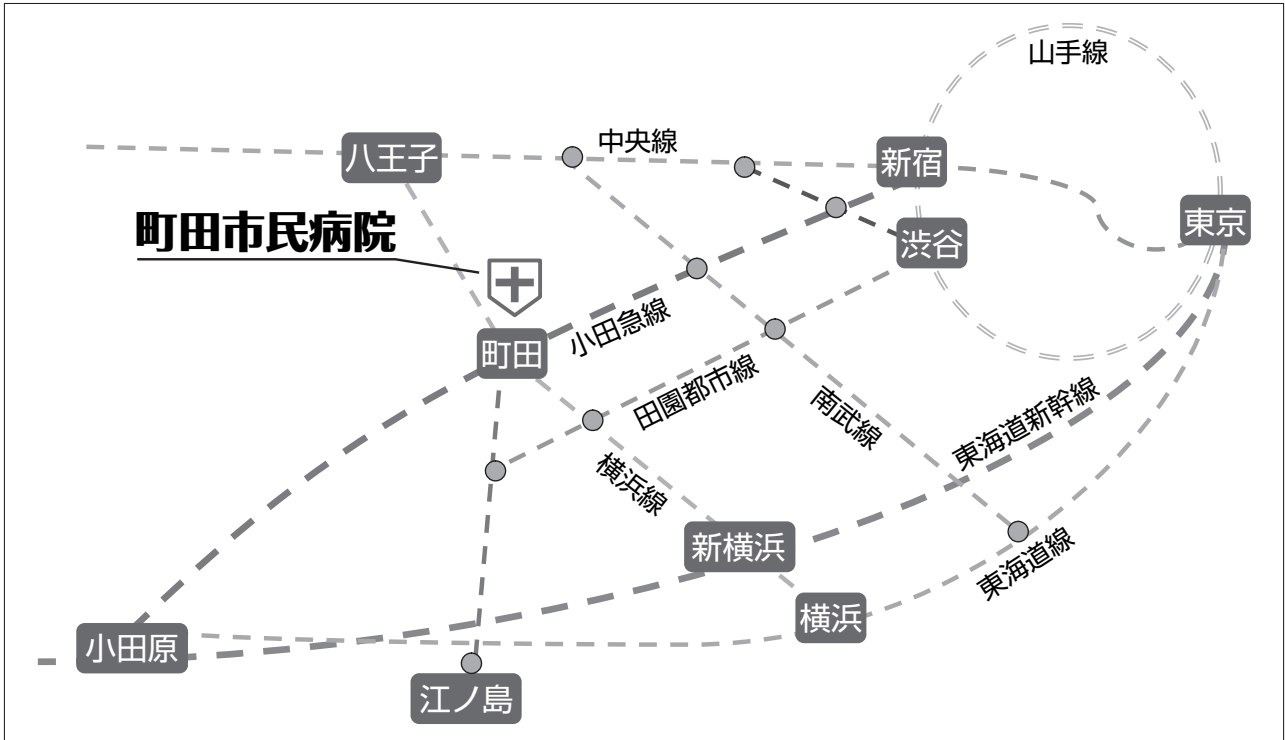 山手線
中央線
八王子
新宿
東京
町田市民病院
渋谷
小田急線
町田
田園都市線
南武線
東海道新幹線
横浜線
新横浜
東海道線
横浜
小田原
江ノ島